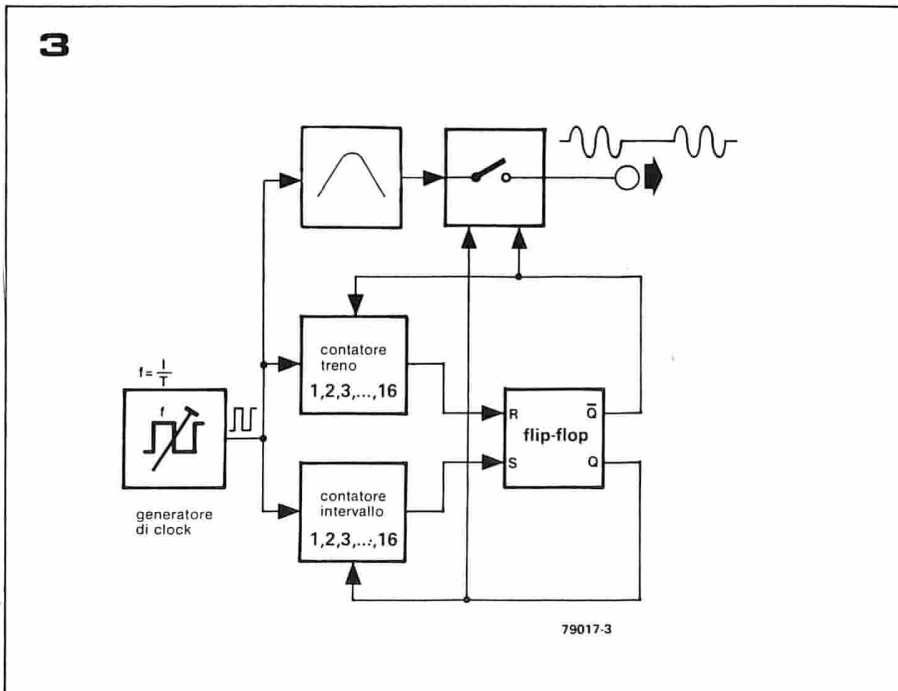 3
contatore
treno
1,2,3,...,16
f=1/T
f
generatore
di clock
R
Q̅
flip-flop
S
Q
contatore
intervallo
1,2,3,...,16
79017-3